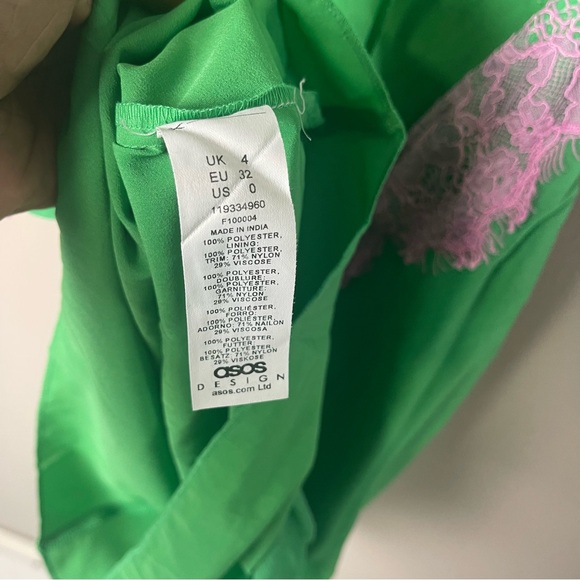 UK 4
EU 32
US 0
119334960
F100004
MADE IN INDIA
100% POLYESTER,
LINING:
100% POLYESTER,
TRIM: 71% NYLON
29% VISCOSE
100% POLYESTER,
DOUBLURE:
100% POLYESTER,
GARNITURE:
71% NYLON
29% VISCOSE
100% POLIÉSTER,
FORRO:
100% POLIÉSTER,
ADORNO: 71% NAILON
29% VISCOSA
100% POLYESTER,
FUTTER
100% POLYESTER,
BESATZ: 71% NYLON
29% VISKOSE
asos
DESIGN
asos.com Ltd